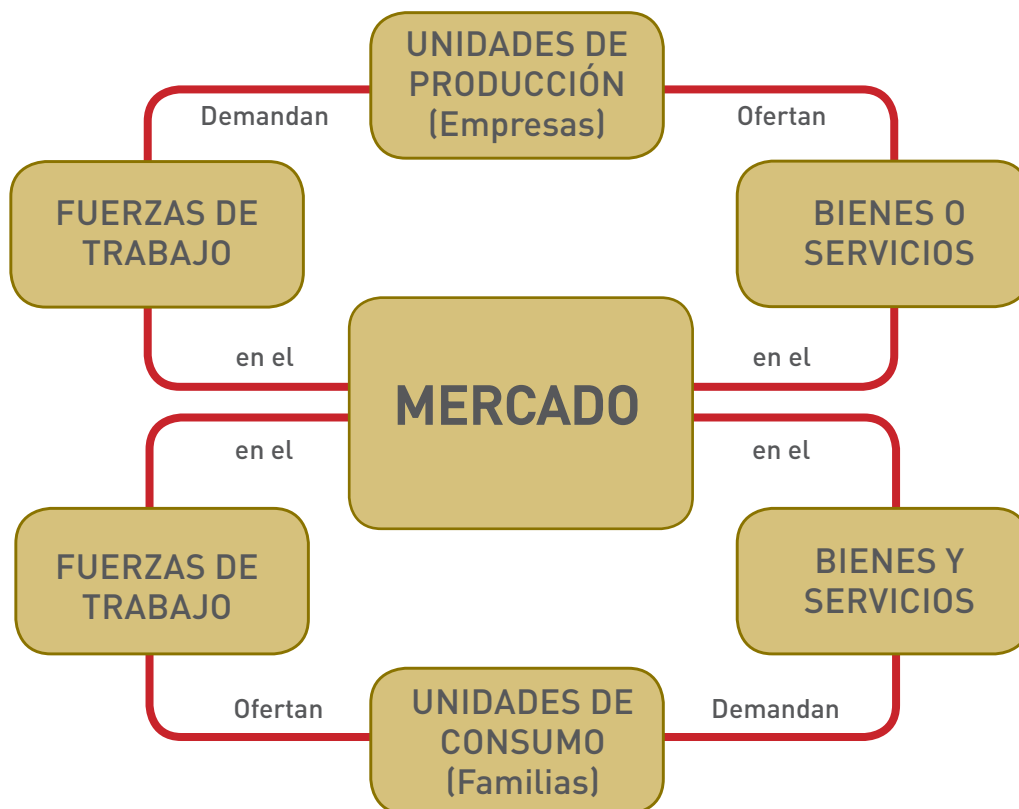 UNIDADES DE
PRODUCCIÓN
(Empresas)
Demandan
Ofertan
FUERZAS DE
TRABAJO
BIENES O
SERVICIOS
en el
en el
MERCADO
en el
en el
FUERZAS DE
TRABAJO
BIENES Y
SERVICIOS
Ofertan
Demandan
UNIDADES DE
CONSUMO
(Familias)